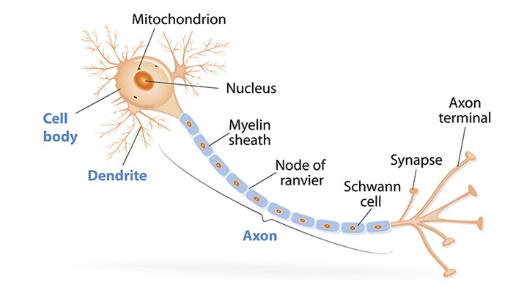 Mitochondrion
Nucleus
Cell
body
Dendrite
Myelin
sheath
Node of
ranvier
Schwann
cell
Synapse
Axon
terminal
Axon